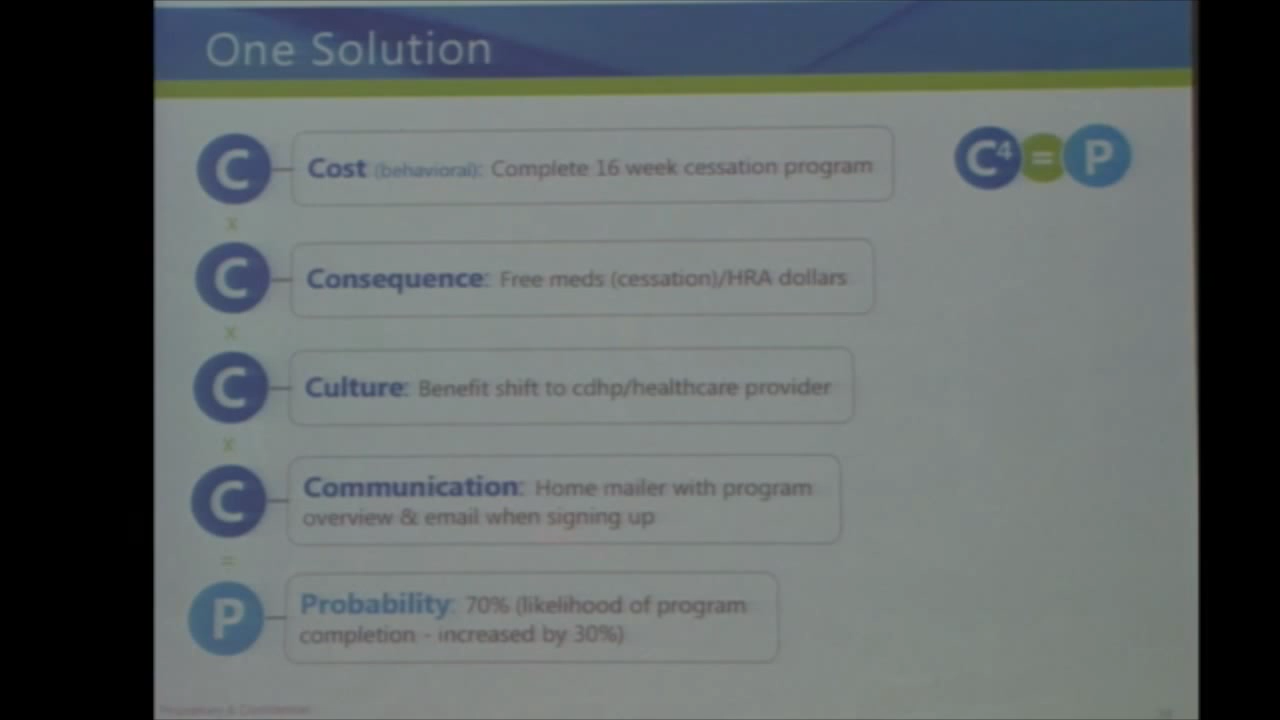 One Solution
C Cost (behavioral): Complete 16 week cessation program
C4 = P
x
C Consequence: Free meds (cessation)/HRA dollars
x
C Culture: Benefit shift to cdhp/healthcare provider
x
C Communication: Home mailer with program
overview & email when signing up
=
P Probability: 70% (likelihood of program
completion - increased by 30%)
Proprietary & Confidential